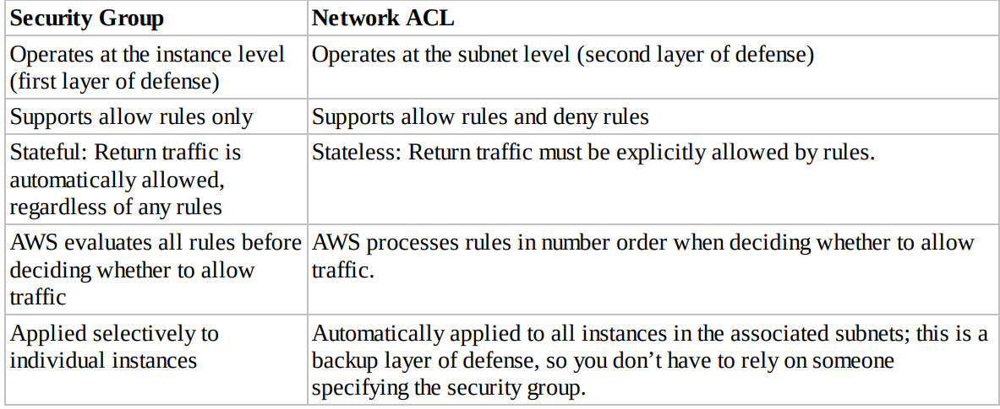 Security Group
Network ACL
Operates at the instance level
(first layer of defense)
Operates at the subnet level (second layer of defense)
Supports allow rules only
Supports allow rules and deny rules
Stateful: Return traffic is
automatically allowed,
regardless of any rules
Stateless: Return traffic must be explicitly allowed by rules.
AWS evaluates all rules before
deciding whether to allow
traffic
AWS processes rules in number order when deciding whether to allow
traffic.
Applied selectively to
individual instances
Automatically applied to all instances in the associated subnets; this is a
backup layer of defense, so you don’t have to rely on someone
specifying the security group.